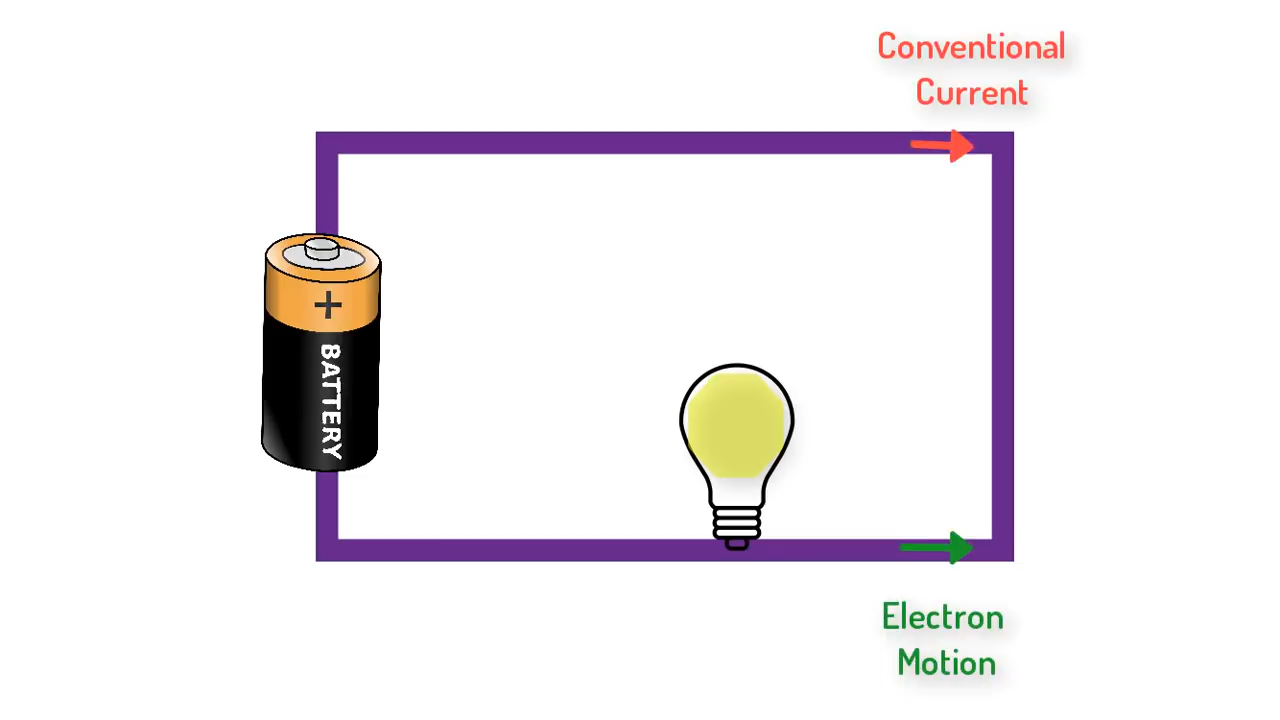 Conventional
Current
+
BATTERY
Electron
Motion